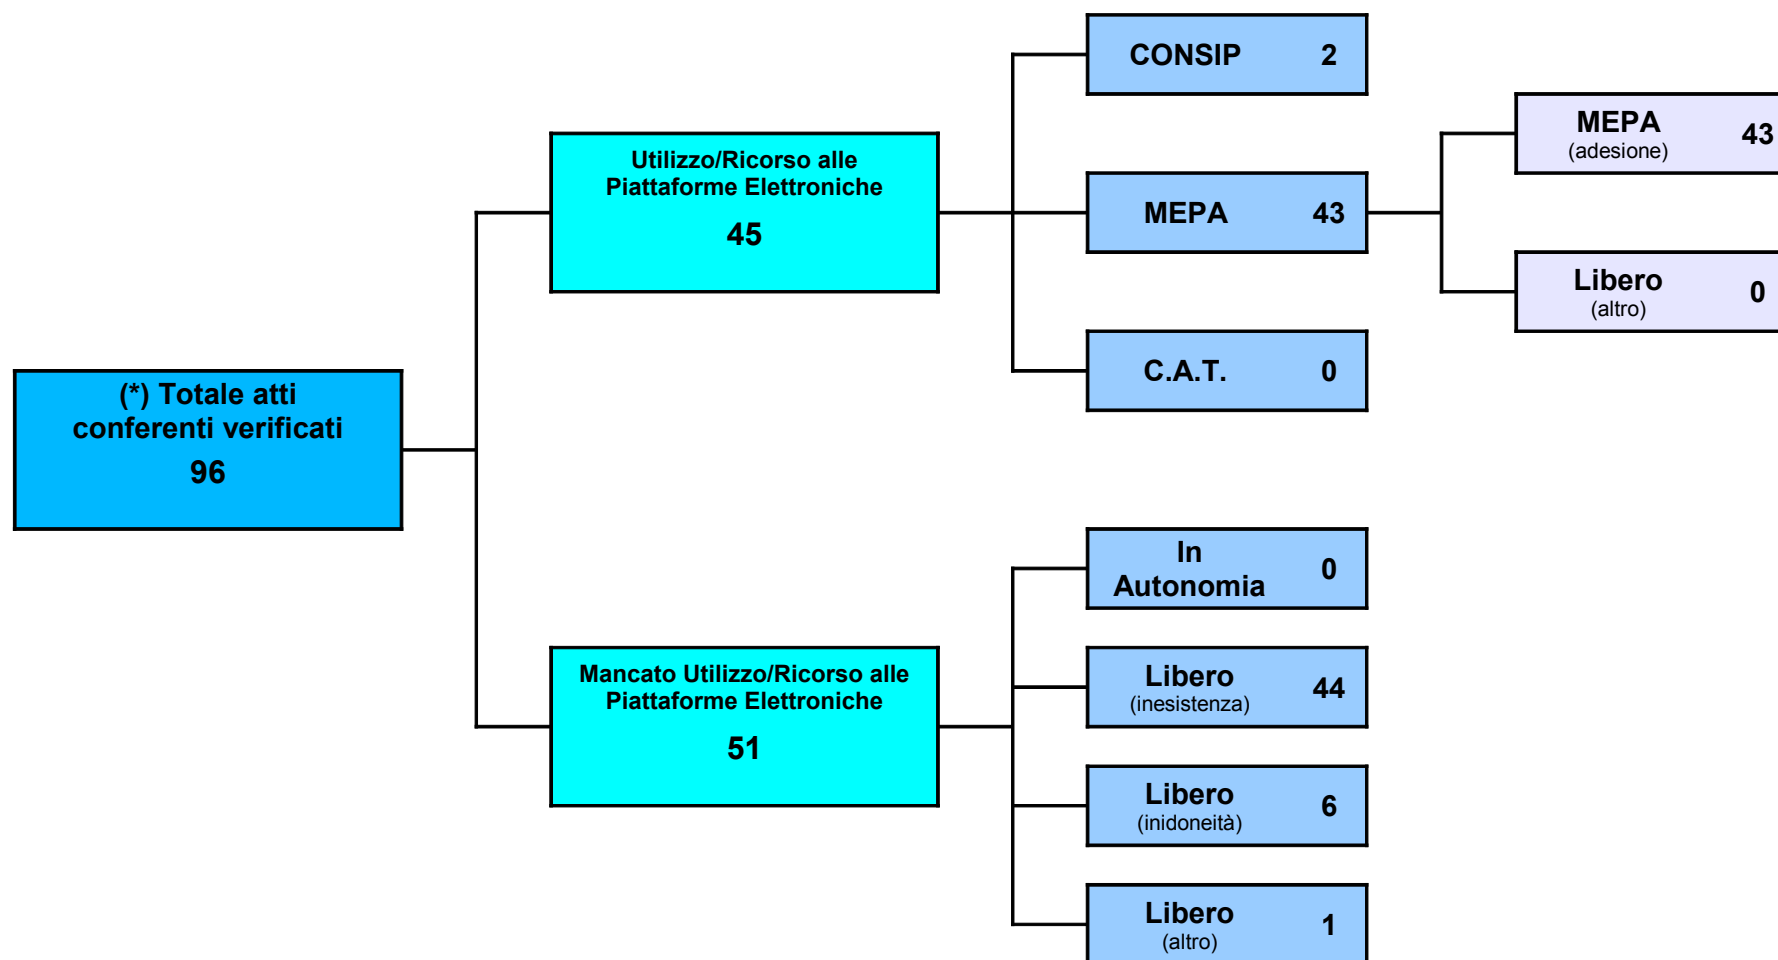 (*) Totale atti
conferenti verificati
96
Utilizzo/Ricorso alle
Piattaforme Elettroniche
45
CONSIP 2
MEPA 43
MEPA 43
(adesione)
Libero 0
(altro)
C.A.T. 0
Mancato Utilizzo/Ricorso alle
Piattaforme Elettroniche
51
In
Autonomia 0
Libero 44
(inesistenza)
Libero 6
(inidoneità)
Libero 1
(altro)